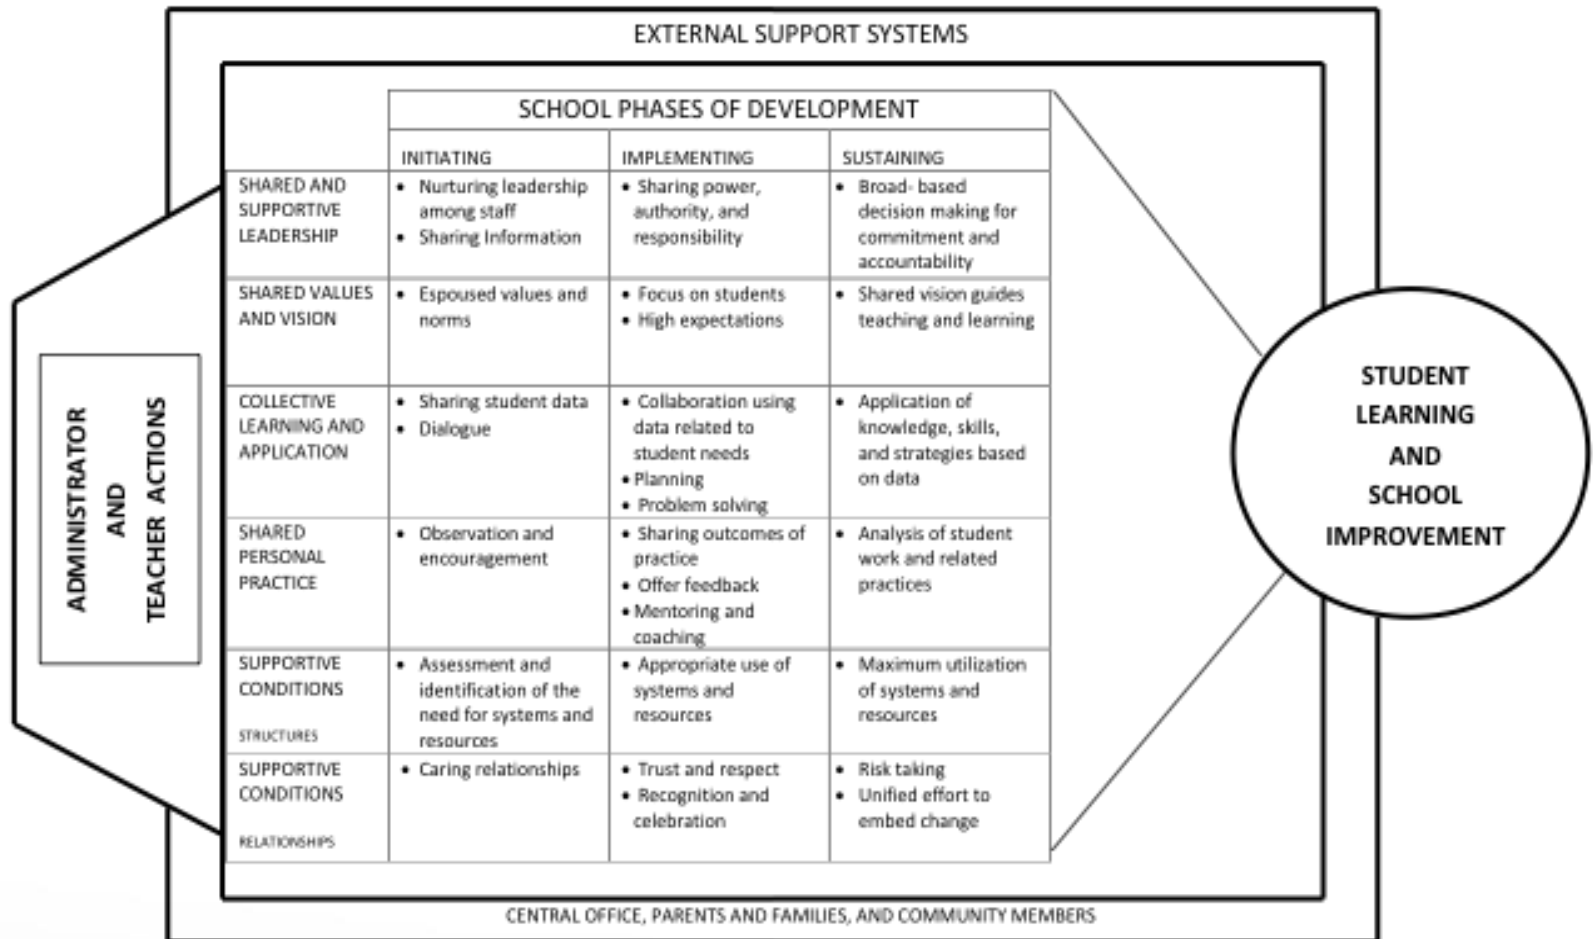 EXTERNAL SUPPORT SYSTEMS
SCHOOL PHASES OF DEVELOPMENT
INITIATING
IMPLEMENTING
SUSTAINING
SHARED AND
SUPPORTIVE
LEADERSHIP
• Nurturing leadership
among staff
• Sharing Information
• Sharing power,
authority, and
responsibility
• Broad- based
decision making for
commitment and
accountability
SHARED VALUES
AND VISION
• Espoused values and
norms
• Focus on students
• High expectations
• Shared vision guides
teaching and learning
COLLECTIVE
LEARNING AND
APPLICATION
• Sharing student data
• Dialogue
• Collaboration using
data related to
student needs
• Planning
• Problem solving
• Application of
knowledge, skills,
and strategies based
on data
SHARED
PERSONAL
PRACTICE
• Observation and
encouragement
• Sharing outcomes of
practice
• Offer feedback
• Mentoring and
coaching
• Analysis of student
work and related
practices
SUPPORTIVE
CONDITIONS
STRUCTURES
• Assessment and
identification of the
need for systems and
resources
• Appropriate use of
systems and
resources
• Maximum utilization
of systems and
resources
SUPPORTIVE
CONDITIONS
RELATIONSHIPS
• Caring relationships
• Trust and respect
• Recognition and
celebration
• Risk taking
• Unified effort to
embed change
ADMINISTRATOR
AND
TEACHER ACTIONS
STUDENT
LEARNING
AND
SCHOOL
IMPROVEMENT
CENTRAL OFFICE, PARENTS AND FAMILIES, AND COMMUNITY MEMBERS